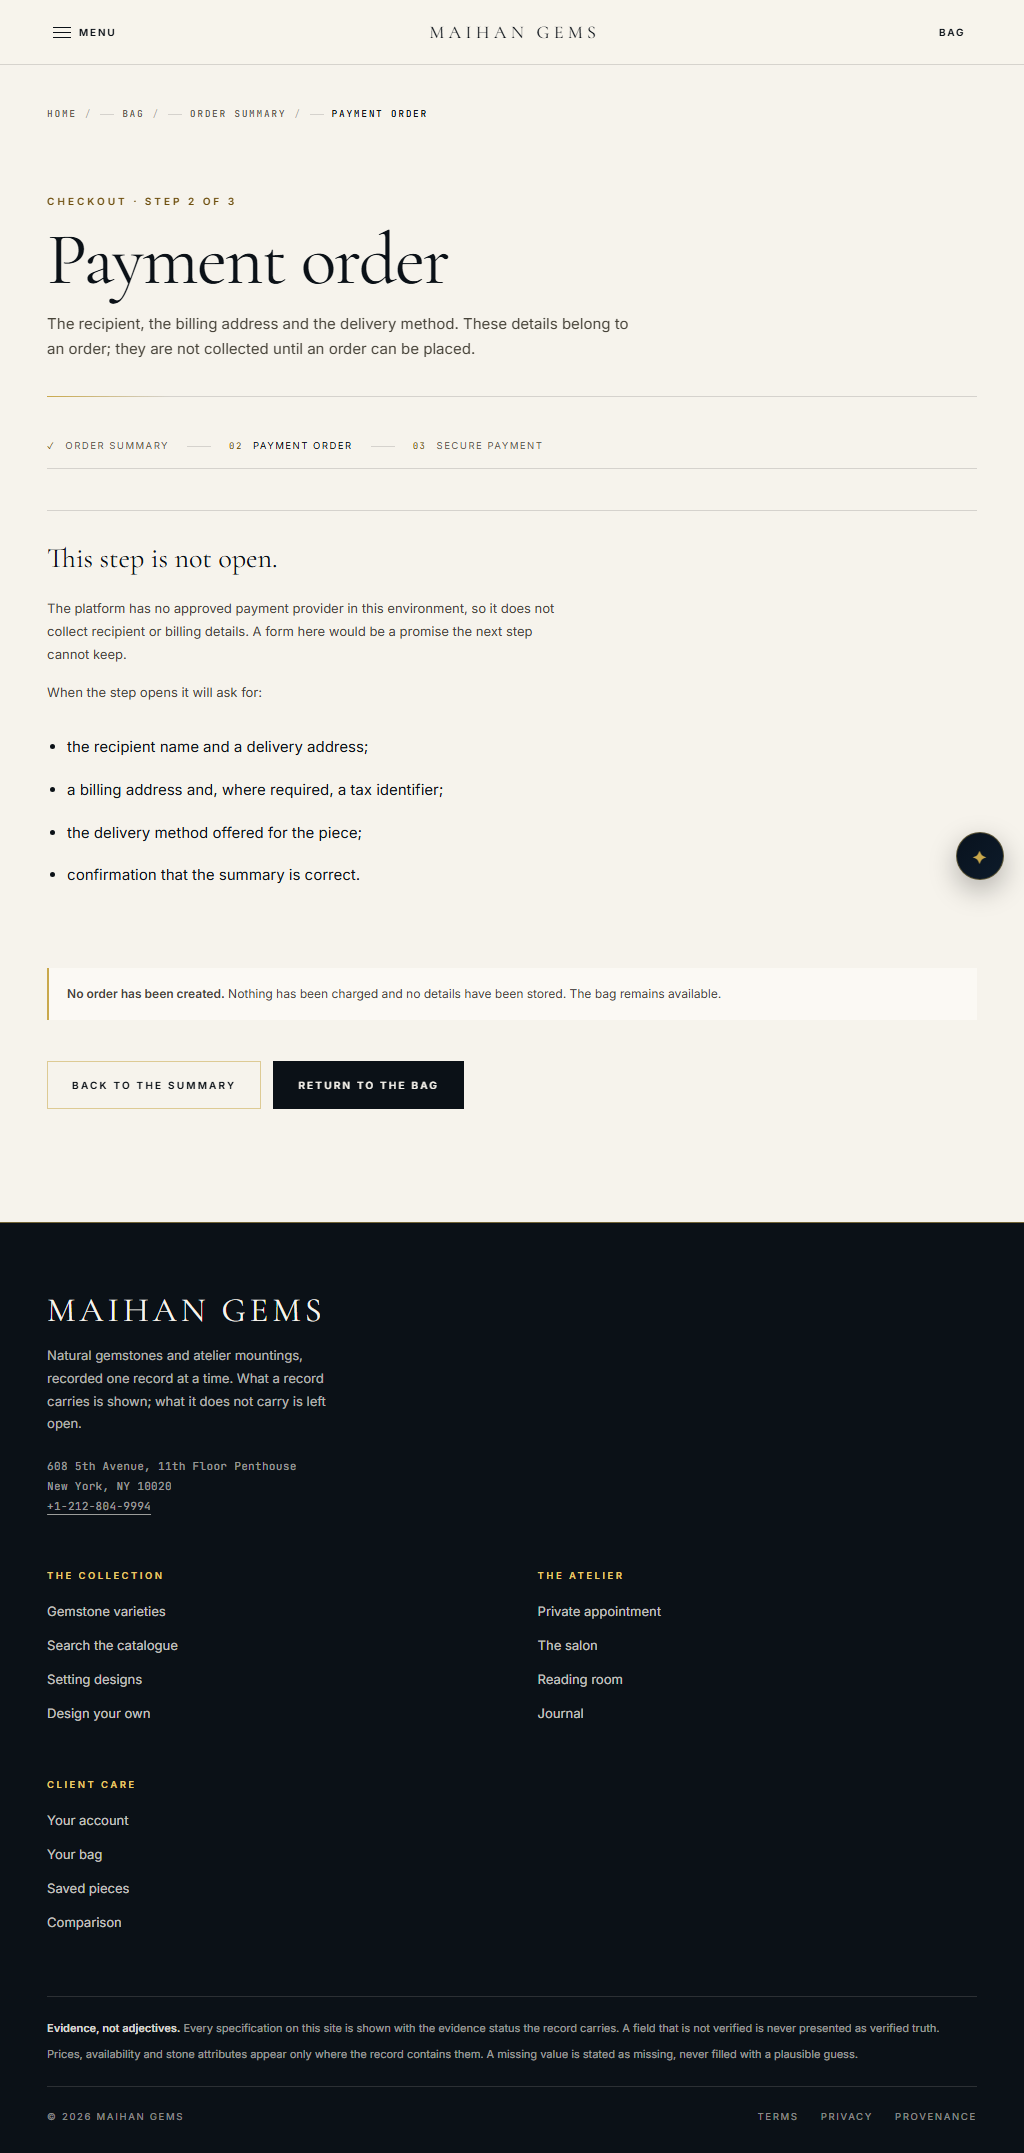 MENU
MAIHAN GEMS
BAG
HOME / — BAG / — ORDER SUMMARY / — PAYMENT ORDER
CHECKOUT · STEP 2 OF 3
Payment order
The recipient, the billing address and the delivery method. These details belong to
an order; they are not collected until an order can be placed.
✓ ORDER SUMMARY — 02 PAYMENT ORDER — 03 SECURE PAYMENT
This step is not open.
The platform has no approved payment provider in this environment, so it does not
collect recipient or billing details. A form here would be a promise the next step
cannot keep.
When the step opens it will ask for:
• the recipient name and a delivery address;
• a billing address and, where required, a tax identifier;
• the delivery method offered for the piece;
• confirmation that the summary is correct.
No order has been created. Nothing has been charged and no details have been stored. The bag remains available.
BACK TO THE SUMMARY
RETURN TO THE BAG
MAIHAN GEMS
Natural gemstones and atelier mountings,
recorded one record at a time. What a record
carries is shown; what it does not carry is left
open.
608 5th Avenue, 11th Floor Penthouse
New York, NY 10020
+1-212-804-9994
THE COLLECTION
Gemstone varieties
Search the catalogue
Setting designs
Design your own
THE ATELIER
Private appointment
The salon
Reading room
Journal
CLIENT CARE
Your account
Your bag
Saved pieces
Comparison
Evidence, not adjectives. Every specification on this site is shown with the evidence status the record carries. A field that is not verified is never presented as verified truth.
Prices, availability and stone attributes appear only where the record contains them. A missing value is stated as missing, never filled with a plausible guess.
© 2026 MAIHAN GEMS
TERMS PRIVACY PROVENANCE